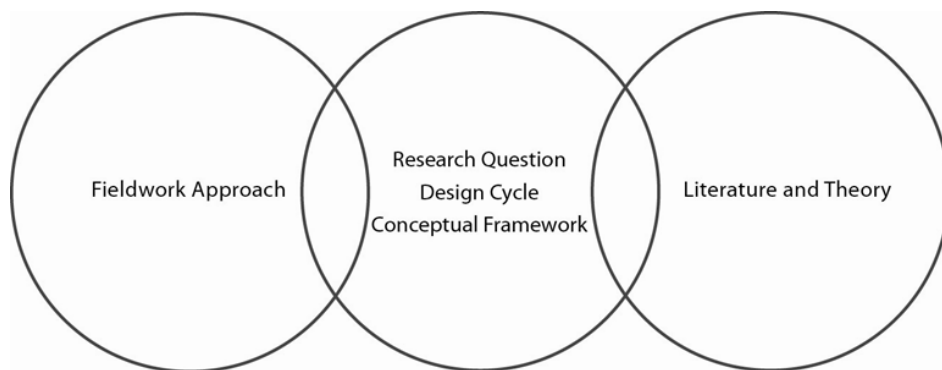 Fieldwork Approach
Research Question
Design Cycle
Conceptual Framework
Literature and Theory